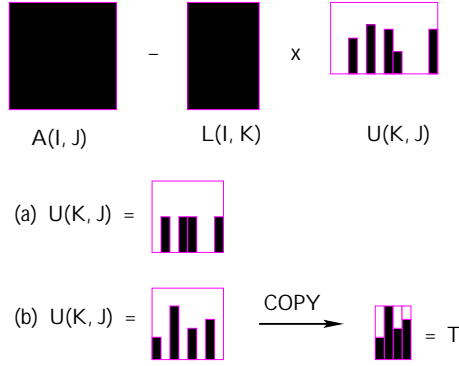 – x
A(I, J) L(I, K) U(K, J)
(a) U(K, J) =
(b) U(K, J) = COPY = T